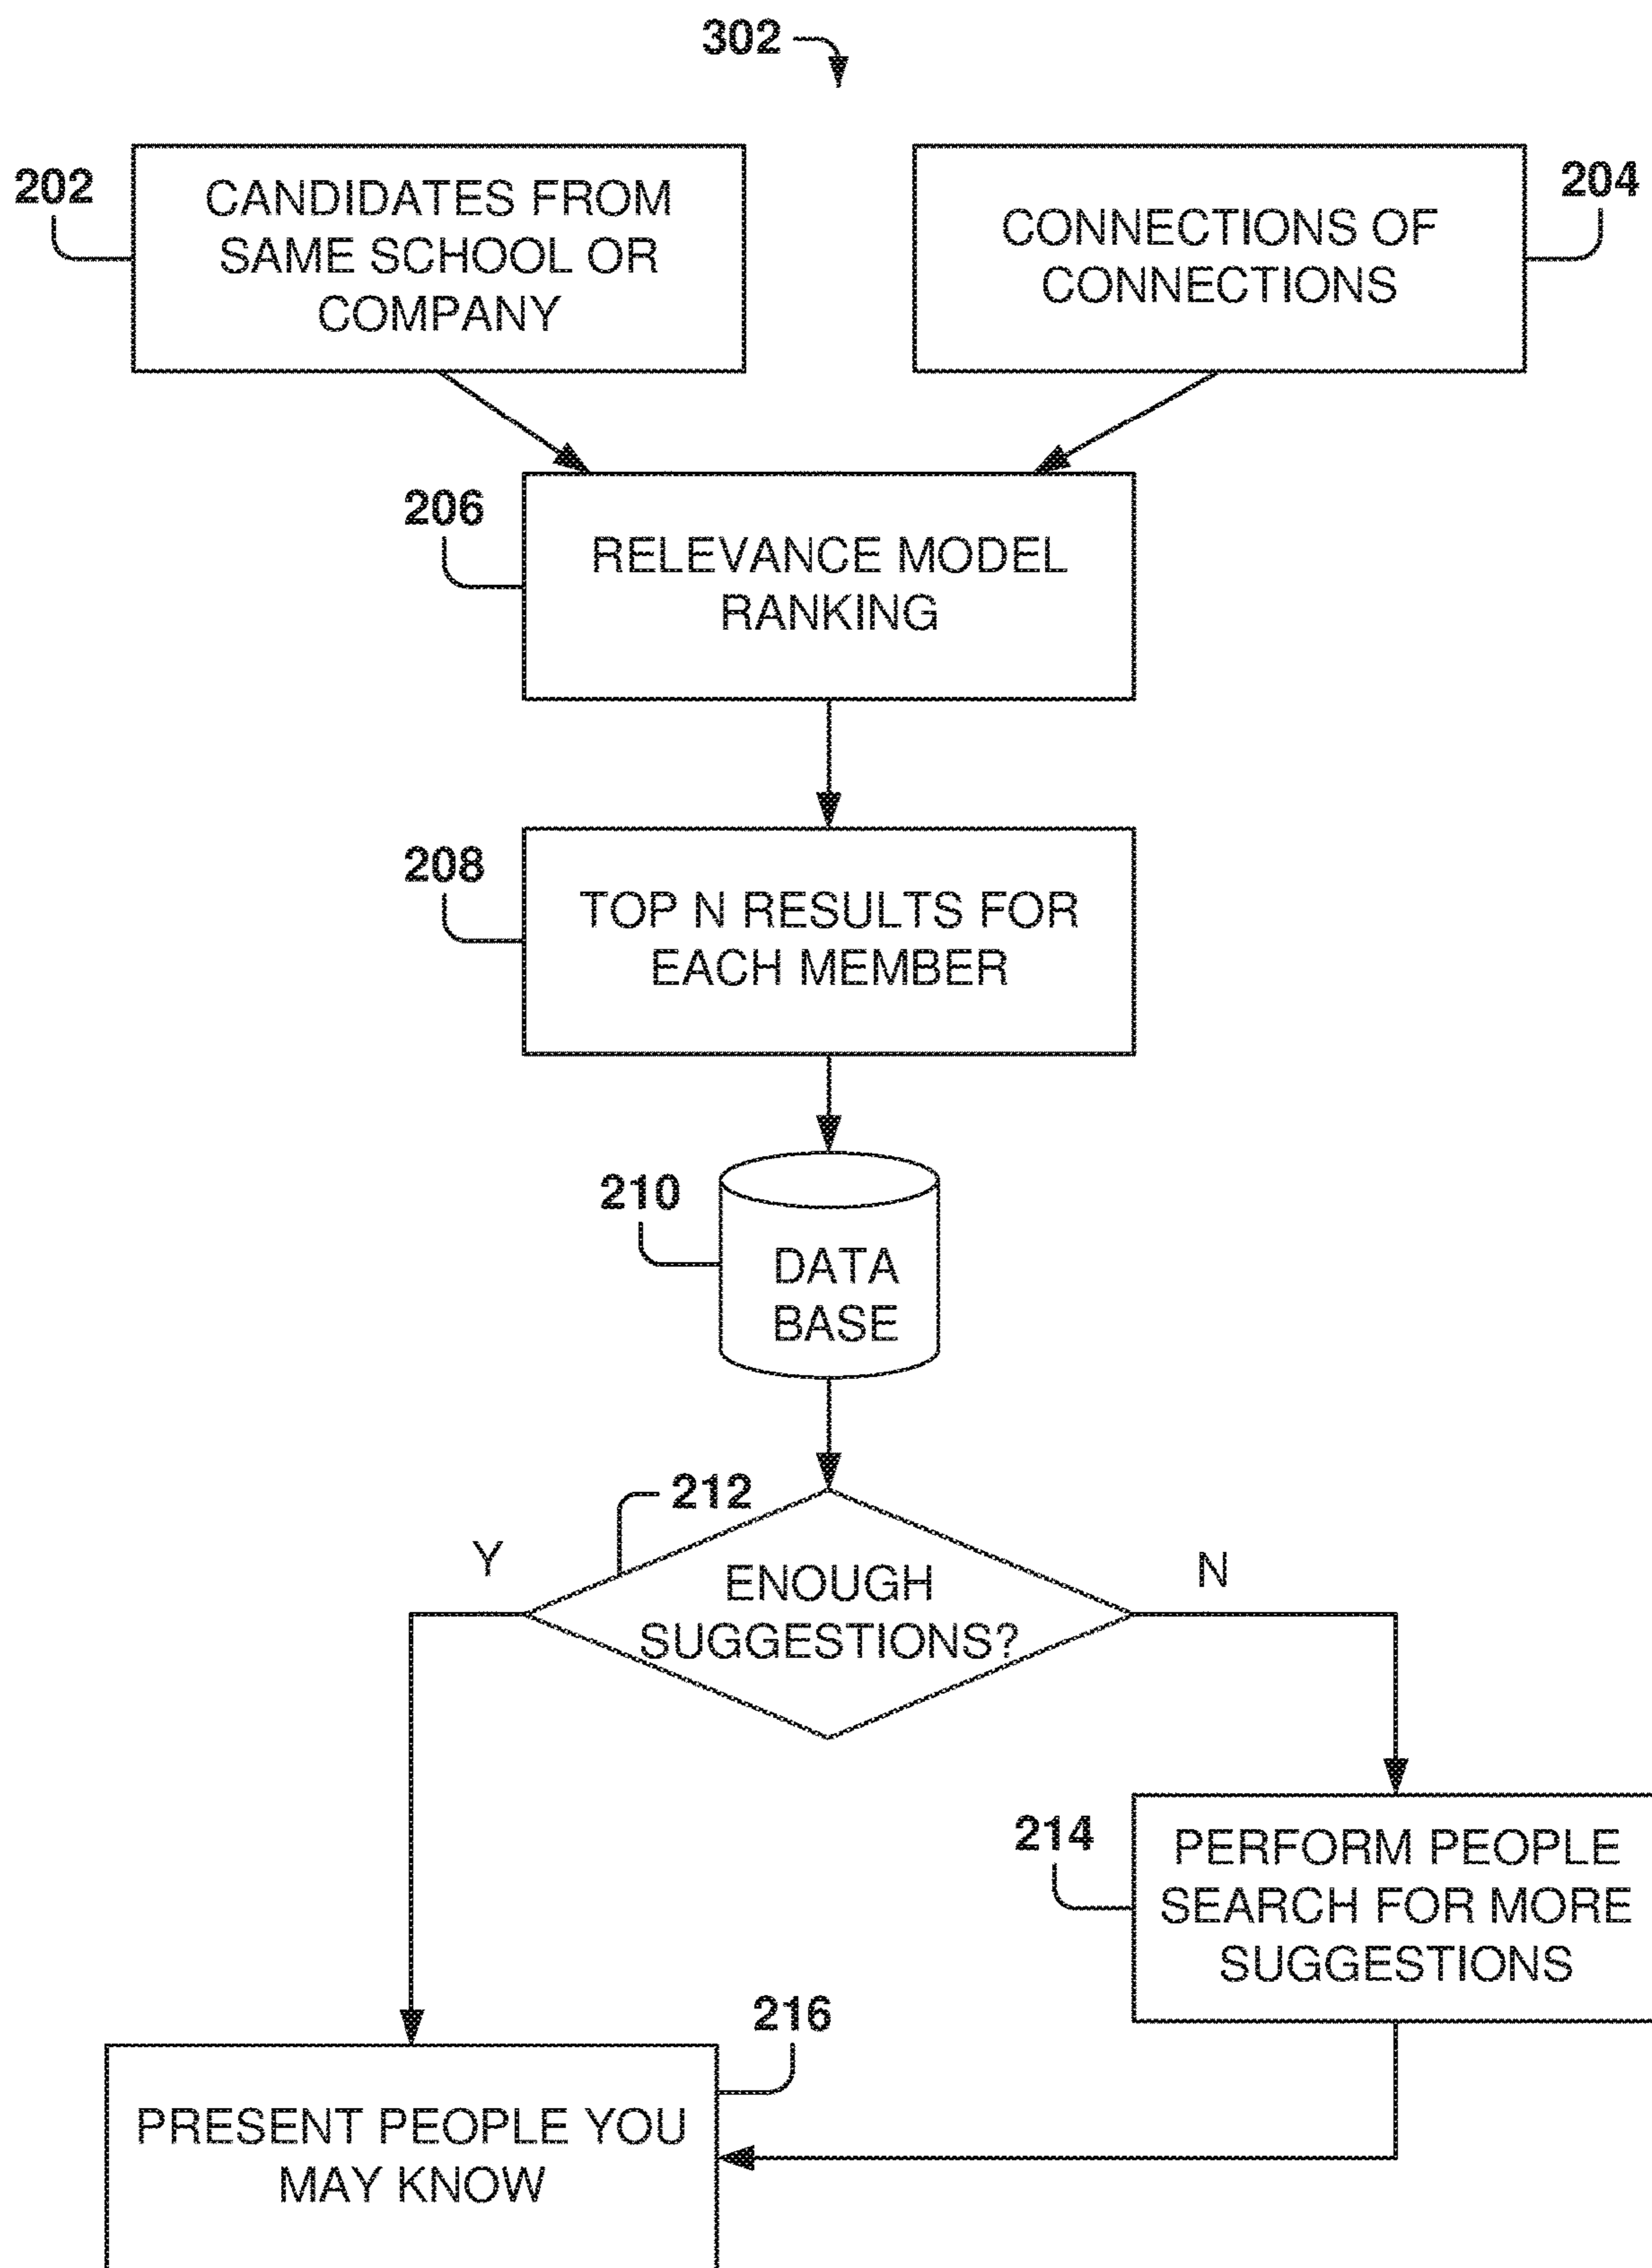 302
202
CANDIDATES FROM
SAME SCHOOL OR
COMPANY
204
CONNECTIONS OF
CONNECTIONS
206
RELEVANCE MODEL
RANKING
208
TOP N RESULTS FOR
EACH MEMBER
210
DATA
BASE
212
Y
ENOUGH
SUGGESTIONS?
N
214
PERFORM PEOPLE
SEARCH FOR MORE
SUGGESTIONS
216
PRESENT PEOPLE YOU
MAY KNOW